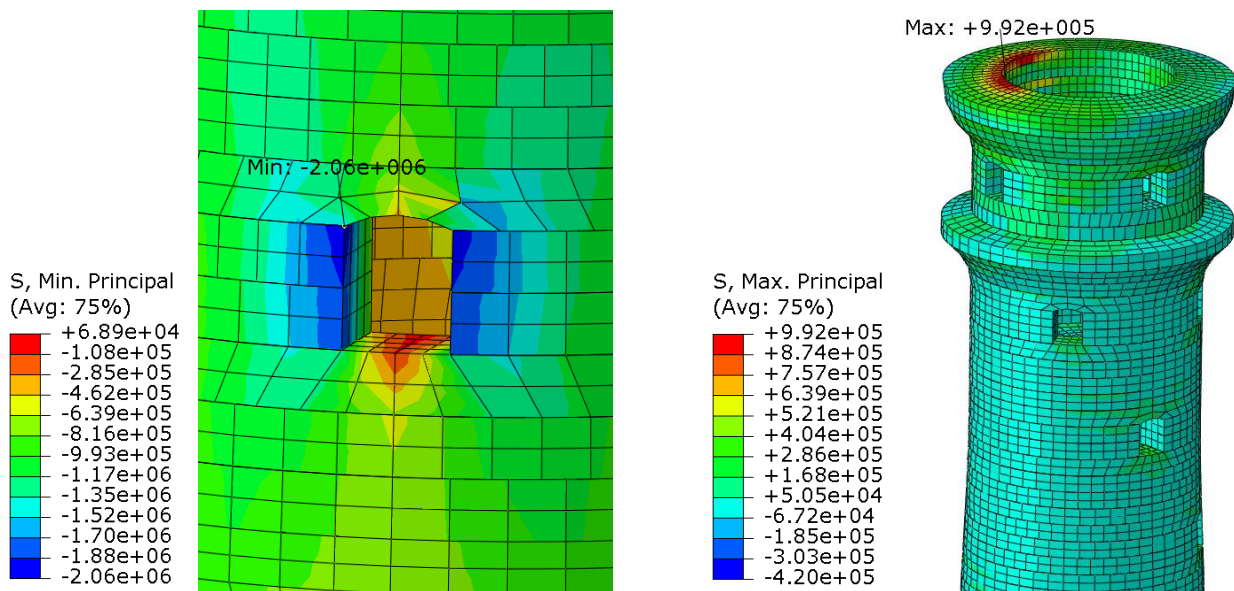 Min: -2.06e+006
S, Min. Principal
(Avg: 75%)
+6.89e+04
-1.08e+05
-2.85e+05
-4.62e+05
-6.39e+05
-8.16e+05
-9.93e+05
-1.17e+06
-1.35e+06
-1.52e+06
-1.70e+06
-1.88e+06
-2.06e+06
Max: +9.92e+005
S, Max. Principal
(Avg: 75%)
+9.92e+05
+8.74e+05
+7.57e+05
+6.39e+05
+5.21e+05
+4.04e+05
+2.86e+05
+1.68e+05
+5.05e+04
-6.72e+04
-1.85e+05
-3.03e+05
-4.20e+05